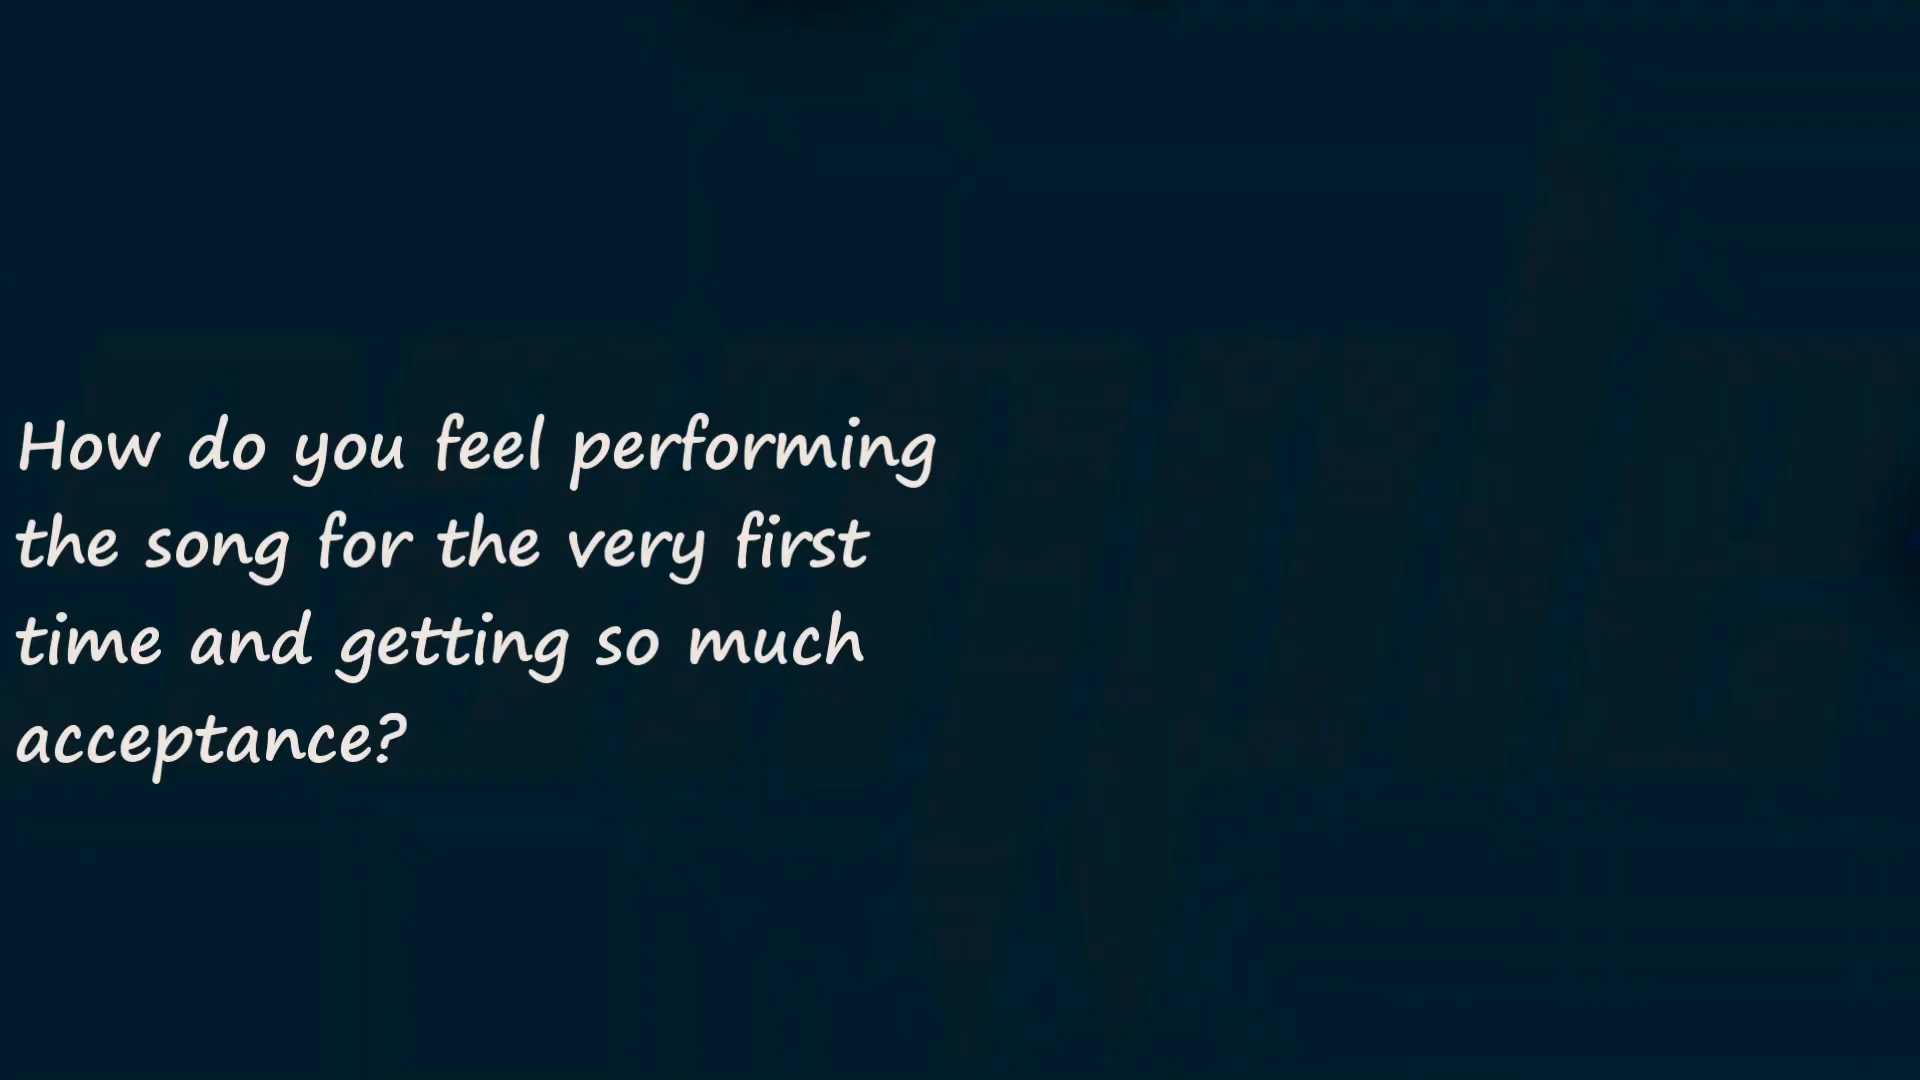 How do you feel performing
the song for the very first
time and getting so much
acceptance?